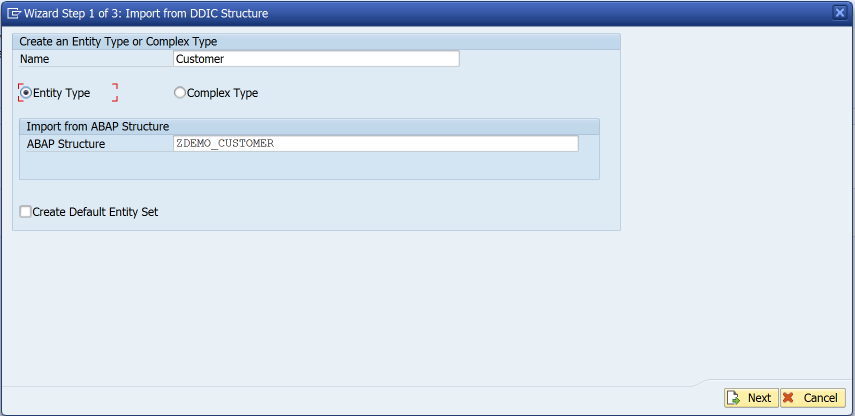 Wizard Step 1 of 3: Import from DDIC Structure
Create an Entity Type or Complex Type
Name Customer
Entity Type Complex Type
Import from ABAP Structure
ABAP Structure ZDEMO_CUSTOMER
Create Default Entity Set
Next Cancel